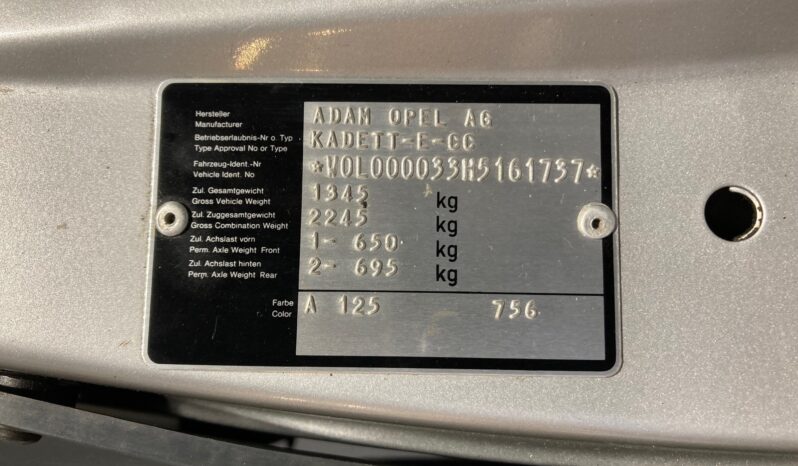 Hersteller
Manufacturer
ADAM OPEL AG
Betriebserlaubnis-Nr o. Typ
Type Approval No or Type
KADETT-E-CC
Fahrzeug-Ident.-Nr
Vehicle Ident. No
*W0L000033H5161737*
Zul. Gesamtgewicht
Gross Vehicle Weight
1345 kg
Zul. Zuggesamtgewicht
Gross Combination Weight
2245 kg
Zul. Achslast vorn
Perm. Axle Weight Front
1- 650 kg
Zul. Achslast hinten
Perm. Axle Weight Rear
2- 695 kg
Farbe
Color
A 125 756